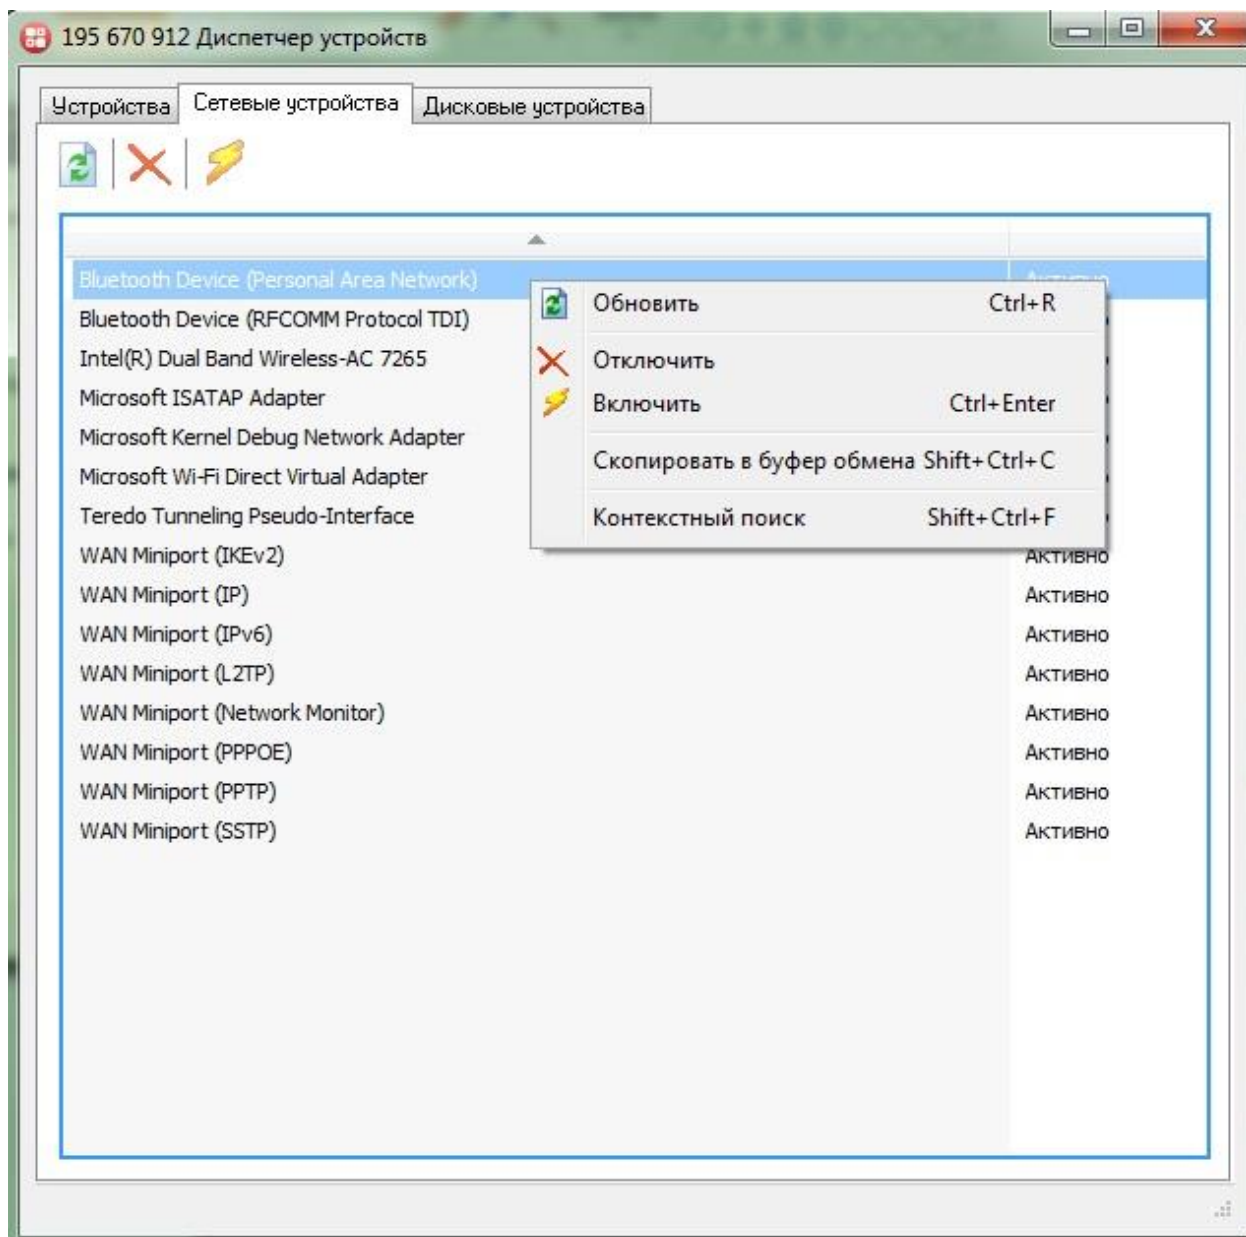 195 670 912 Диспетчер устройств
Устройства Сетевые устройства Дисковые устройства
Bluetooth Device (Personal Area Network) Активно
Обновить Ctrl+R
Bluetooth Device (RFCOMM Protocol TDI)
Intel(R) Dual Band Wireless-AC 7265
Отключить
Microsoft ISATAP Adapter
Включить Ctrl+Enter
Microsoft Kernel Debug Network Adapter
Скопировать в буфер обмена Shift+Ctrl+C
Microsoft Wi-Fi Direct Virtual Adapter
Teredo Tunneling Pseudo-Interface
Контекстный поиск Shift+Ctrl+F
WAN Miniport (IKEv2) Активно
WAN Miniport (IP) Активно
WAN Miniport (IPv6) Активно
WAN Miniport (L2TP) Активно
WAN Miniport (Network Monitor) Активно
WAN Miniport (PPPOE) Активно
WAN Miniport (PPTP) Активно
WAN Miniport (SSTP) Активно